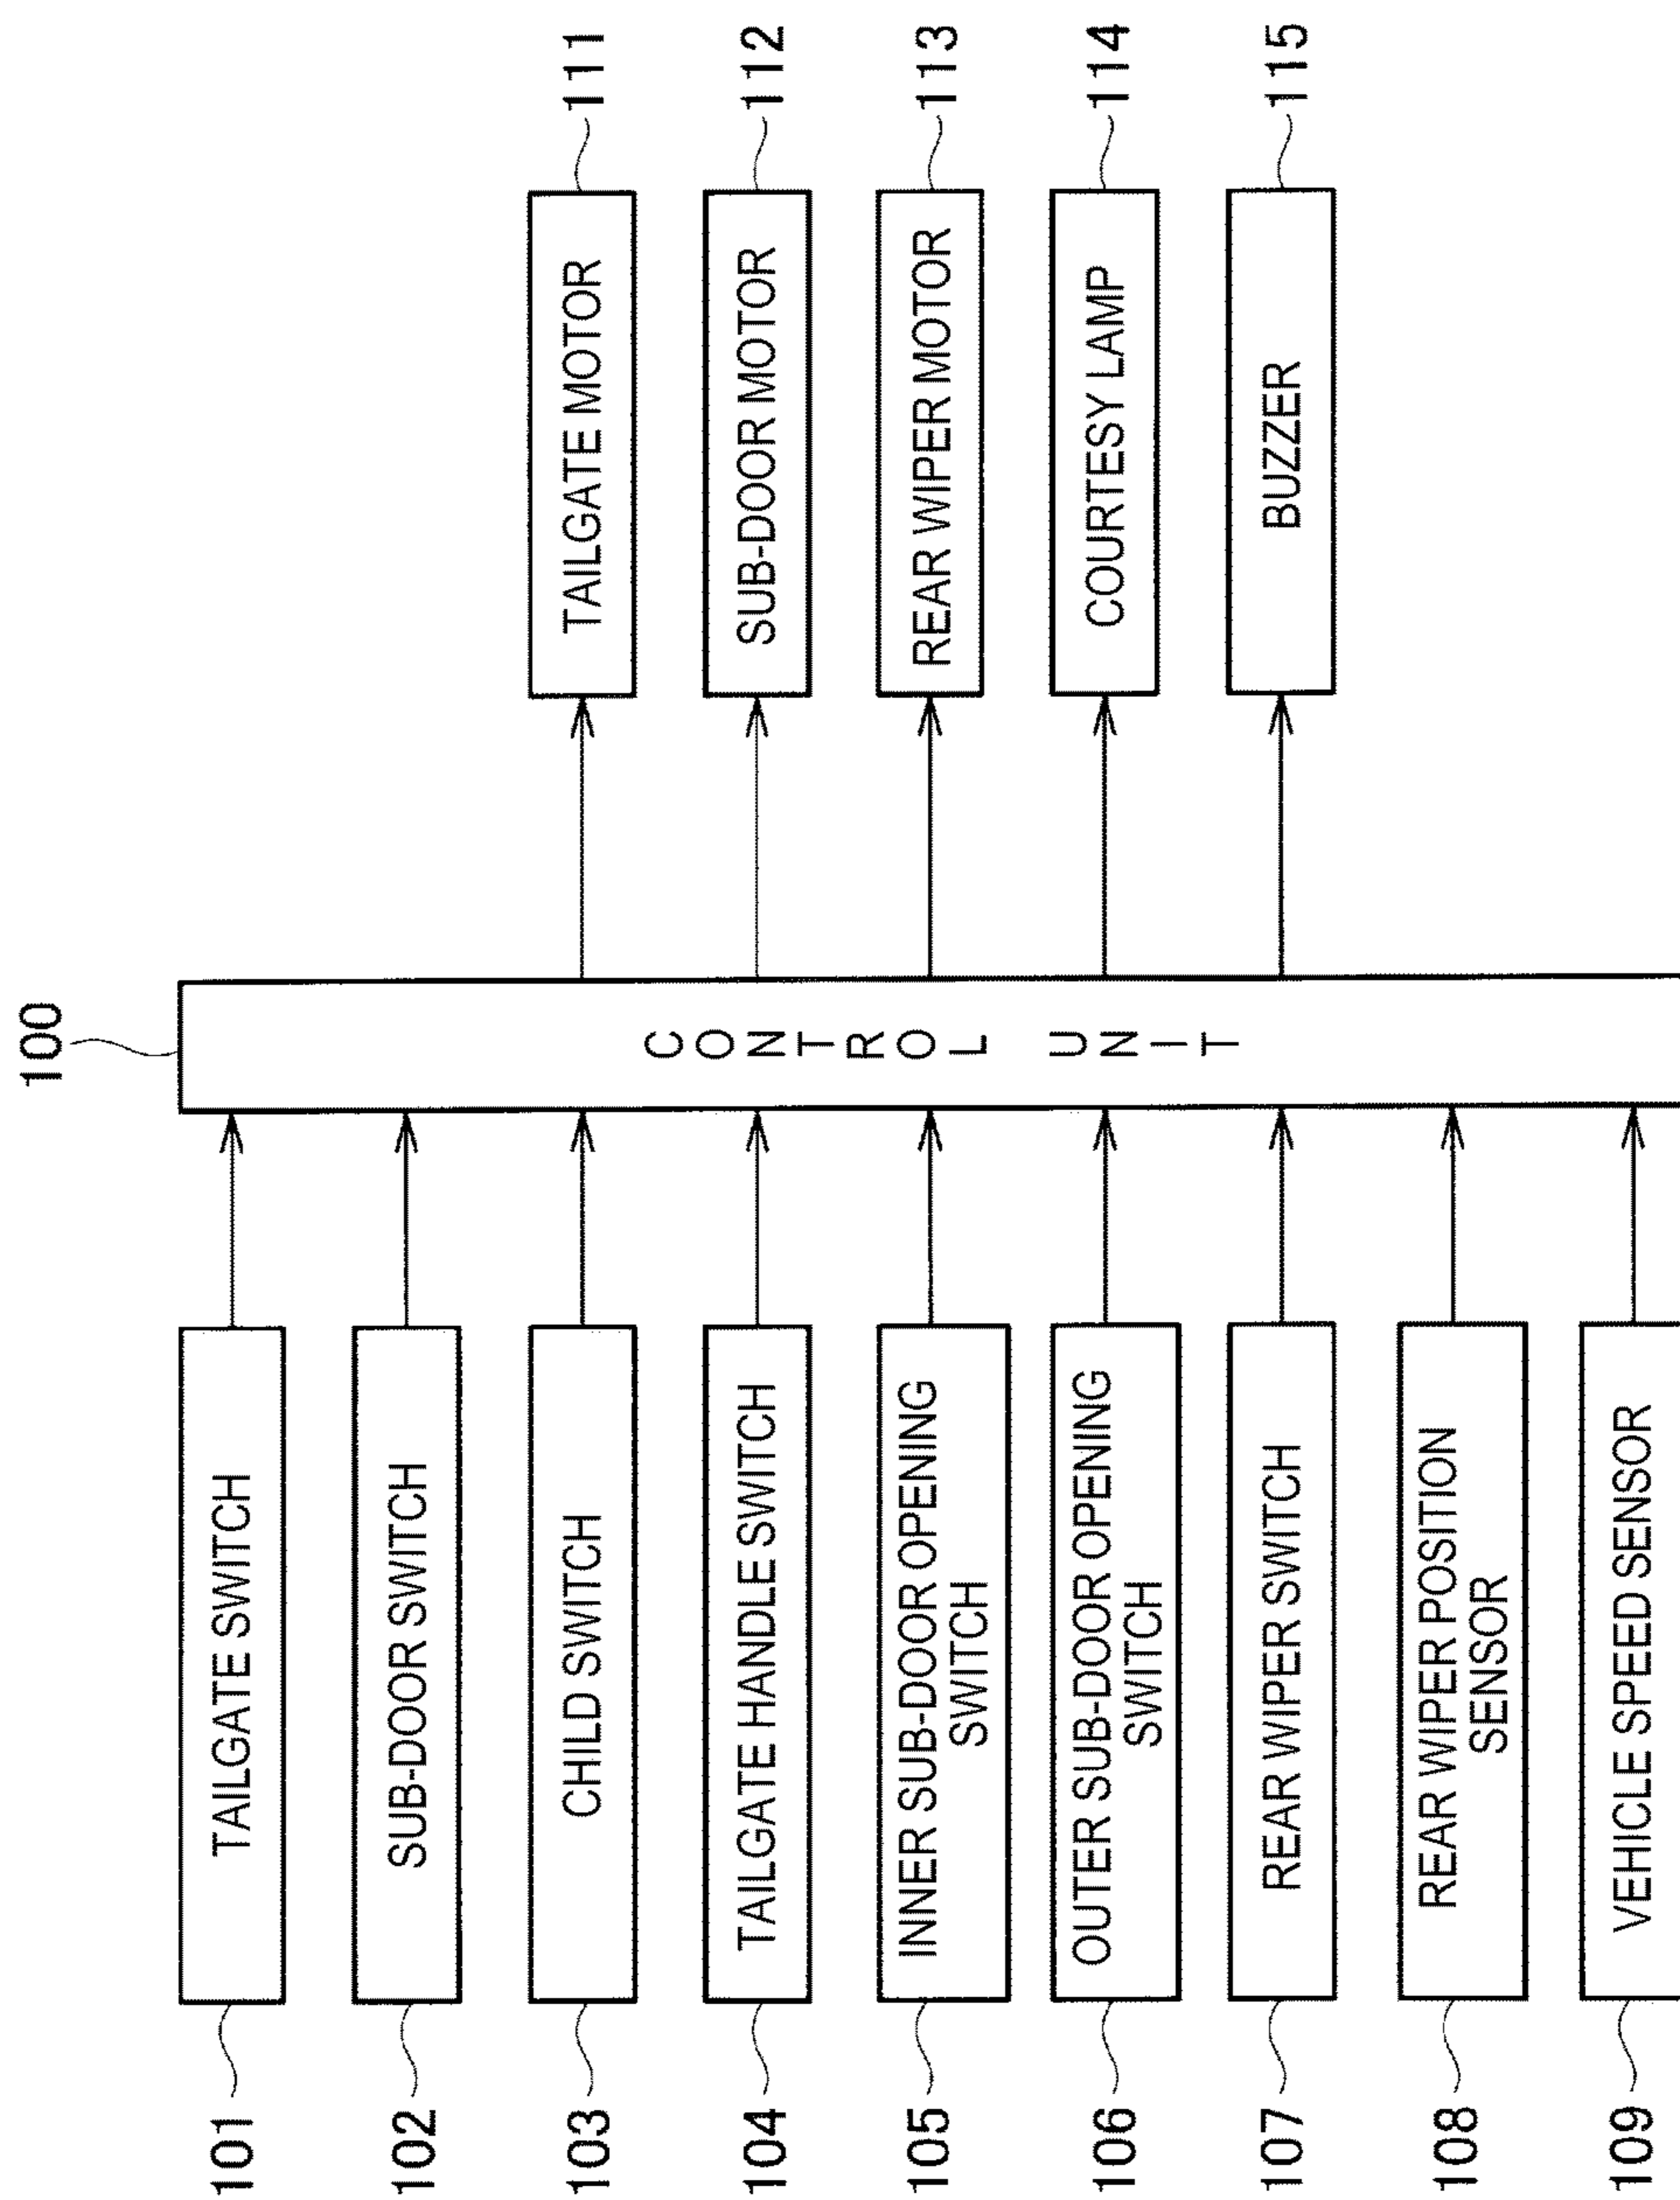 100
101
TAILGATE SWITCH
102
SUB-DOOR SWITCH
103
CHILD SWITCH
104
TAILGATE HANDLE SWITCH
105
INNER SUB-DOOR OPENING
SWITCH
106
OUTER SUB-DOOR OPENING
SWITCH
107
REAR WIPER SWITCH
108
REAR WIPER POSITION
SENSOR
109
VEHICLE SPEED SENSOR
CONTROL UNIT
TAILGATE MOTOR
111
SUB-DOOR MOTOR
112
REAR WIPER MOTOR
113
COURTESY LAMP
114
BUZZER
115